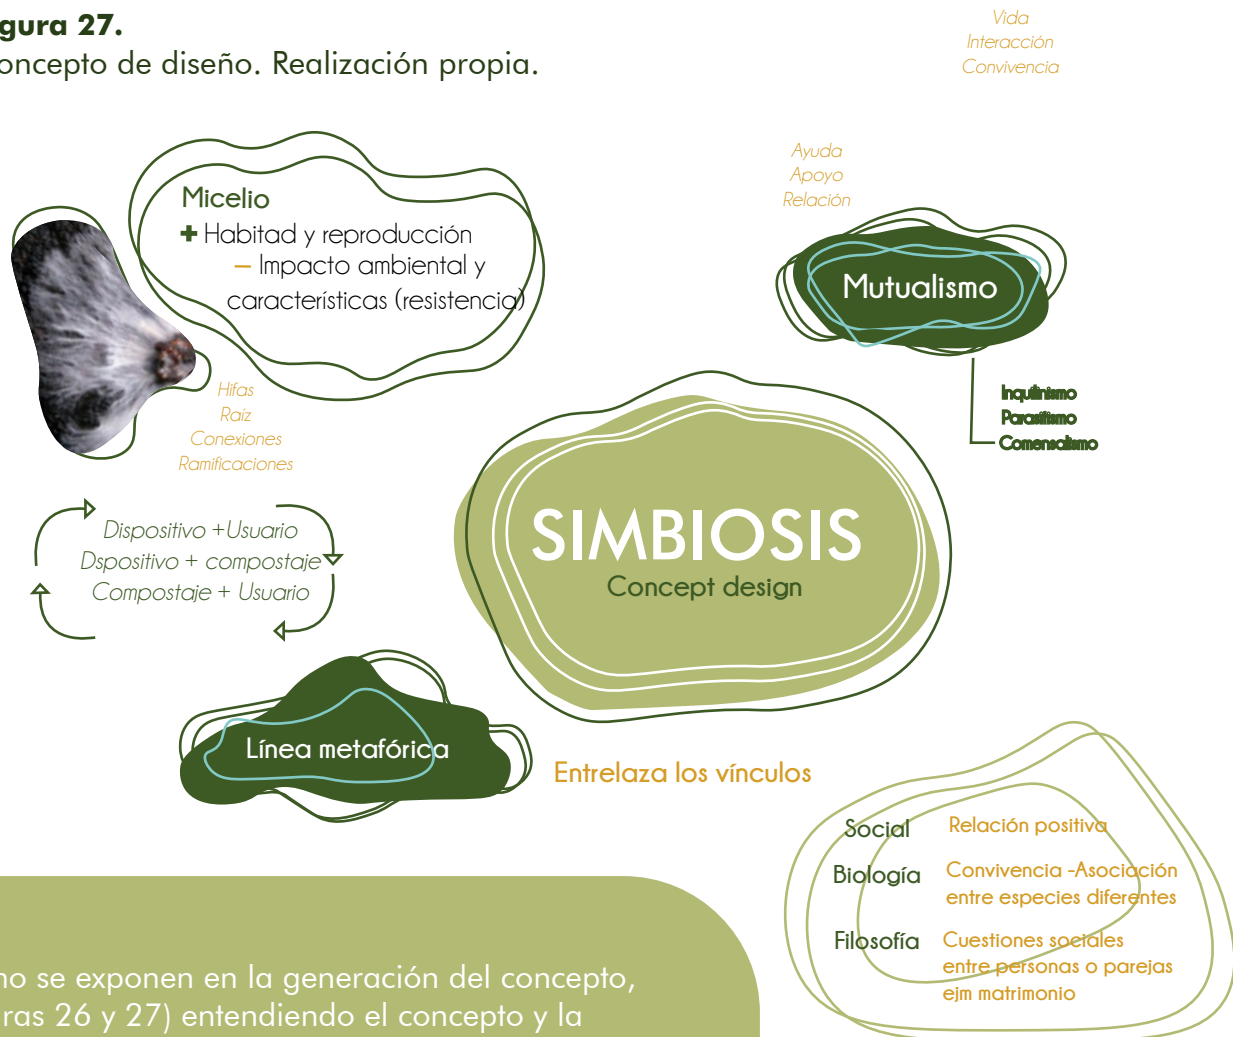 gura 27.
oncepto de diseño. Realización propia.
Vida
Interacción
Convivencia
Ayuda
Apoyo
Relación
Micelio
+ Habitad y reproducción
– Impacto ambiental y
características (resistencia)
Mutualismo
Inquilinismo
Parasitismo
Comensalismo
Hifas
Raíz
Conexiones
Ramificaciones
Dispositivo +Usuario
Dspositivo + compostaje
Compostaje + Usuario
SIMBIOSIS
Concept design
Línea metafórica
Entrelaza los vínculos
Social Relación positiva
Biología Convivencia -Asociación
entre especies diferentes
Filosofía Cuestiones sociales
entre personas o parejas
ejm matrimonio
no se exponen en la generación del concepto,
ras 26 y 27) entendiendo el concepto y la